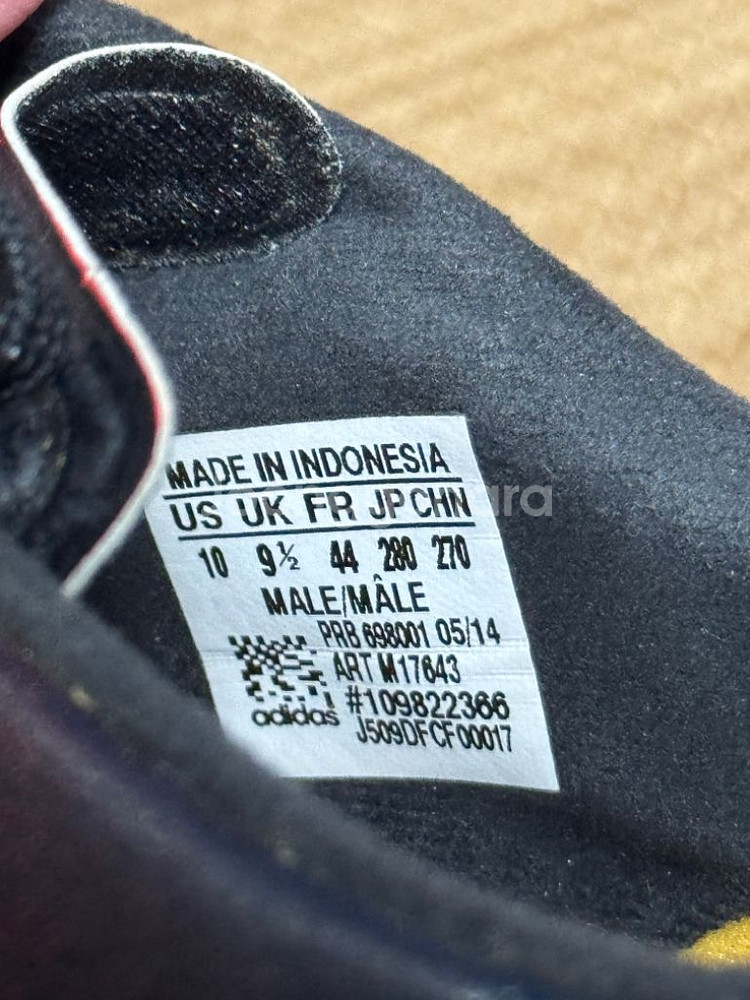 MADE IN INDONESIA
US UK FR JP CHN
10 9½ 44 280 270
MALE/MÂLE
PRB 698001 05/14
ART M17643
#109822366
adidas
J509DFCF00017